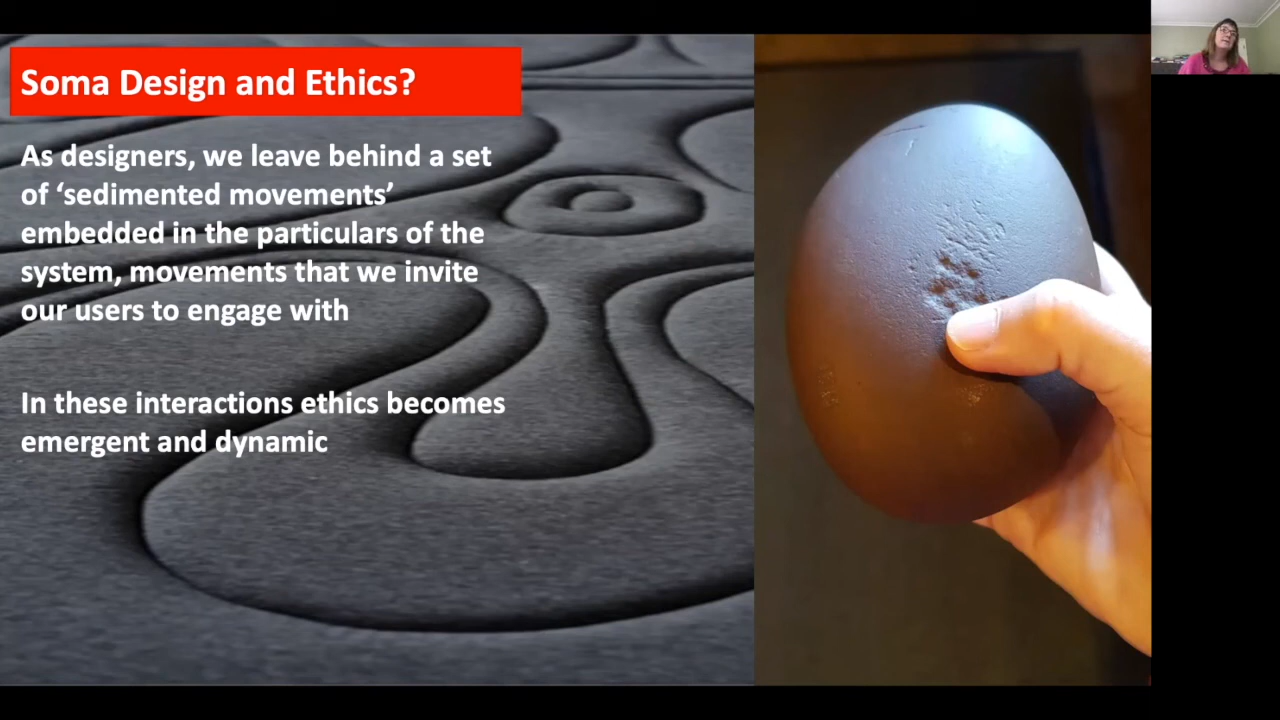 Soma Design and Ethics?
As designers, we leave behind a set
of ‘sedimented movements’
embedded in the particulars of the
system, movements that we invite
our users to engage with
In these interactions ethics becomes
emergent and dynamic